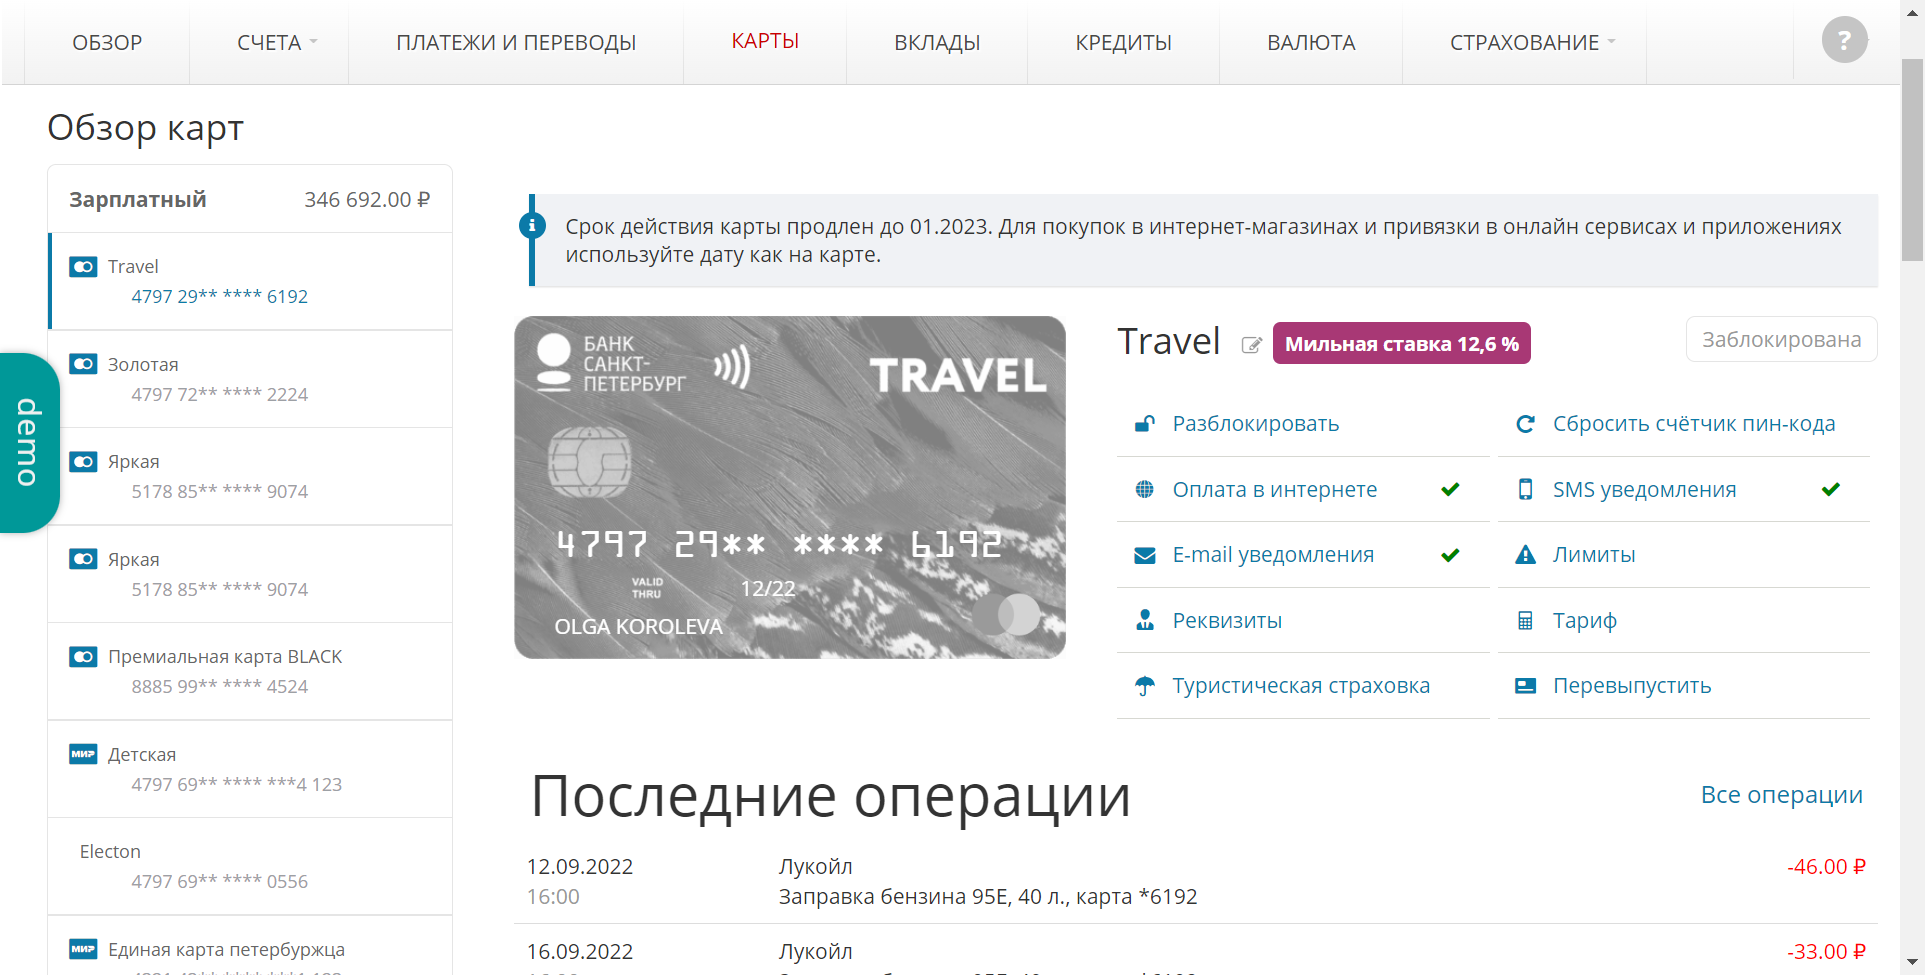 ОБЗОР СЧЕТА ПЛАТЕЖИ И ПЕРЕВОДЫ КАРТЫ ВКЛАДЫ КРЕДИТЫ ВАЛЮТА СТРАХОВАНИЕ ?
Обзор карт
Зарплатный 346 692.00 ₽
Travel
4797 29** **** 6192
Золотая
4797 72** **** 2224
Яркая
5178 85** **** 9074
Яркая
5178 85** **** 9074
Премиальная карта BLACK
8885 99** **** 4524
МИР Детская
4797 69** **** ***4 123
Electon
4797 69** **** 0556
МИР Единая карта петербуржца
demo
Срок действия карты продлен до 01.2023. Для покупок в интернет-магазинах и привязки в онлайн сервисах и приложениях
используйте дату как на карте.
БАНК
САНКТ-
ПЕТЕРБУРГ
TRAVEL
4797 29** **** 6192
VALID
THRU
12/22
OLGA KOROLEVA
Travel Мильная ставка 12,6 % Заблокирована
Разблокировать Сбросить счётчик пин-кода
Оплата в интернете SMS уведомления
E-mail уведомления Лимиты
Реквизиты Тариф
Туристическая страховка Перевыпустить
Последние операции Все операции
12.09.2022 Лукойл -46.00 ₽
16:00 Заправка бензина 95Е, 40 л., карта *6192
16.09.2022 Лукойл -33.00 ₽